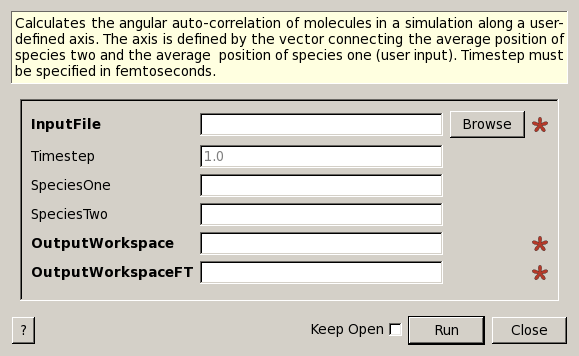 Calculates the angular auto-correlation of molecules in a simulation along a user-
defined axis. The axis is defined by the vector connecting the average position of
species two and the average  position of species one (user input). Timestep must
be specified in femtoseconds.
InputFile Browse *
Timestep 1.0
SpeciesOne
SpeciesTwo
OutputWorkspace *
OutputWorkspaceFT *
? Keep Open Run Close